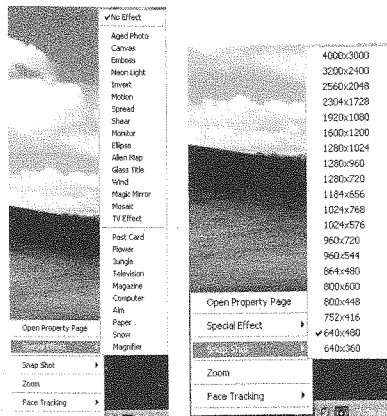 No Effect
Aged Photo
Canvas
Emboss
Neon Light
Invert
Motion
Spread
Shear
Monitor
Ellipse
Alien Map
Glass Title
Wind
Magic Mirror
Mosaic
TV Effect
Post Card
Flower
Jungle
Television
Magazine
Computer
Aim
Paper
Snow
Magnifier
Open Property Page
Snap Shot
Zoom
Face Tracking
4000x3000
3200x2400
2560x2048
2304x1728
1920x1080
1600x1200
1280x1024
1280x960
1280x720
1184x656
1024x768
1024x576
960x720
960x544
864x480
800x600
800x448
752x416
640x480
640x360
Open Property Page
Special Effect
Zoom
Face Tracking